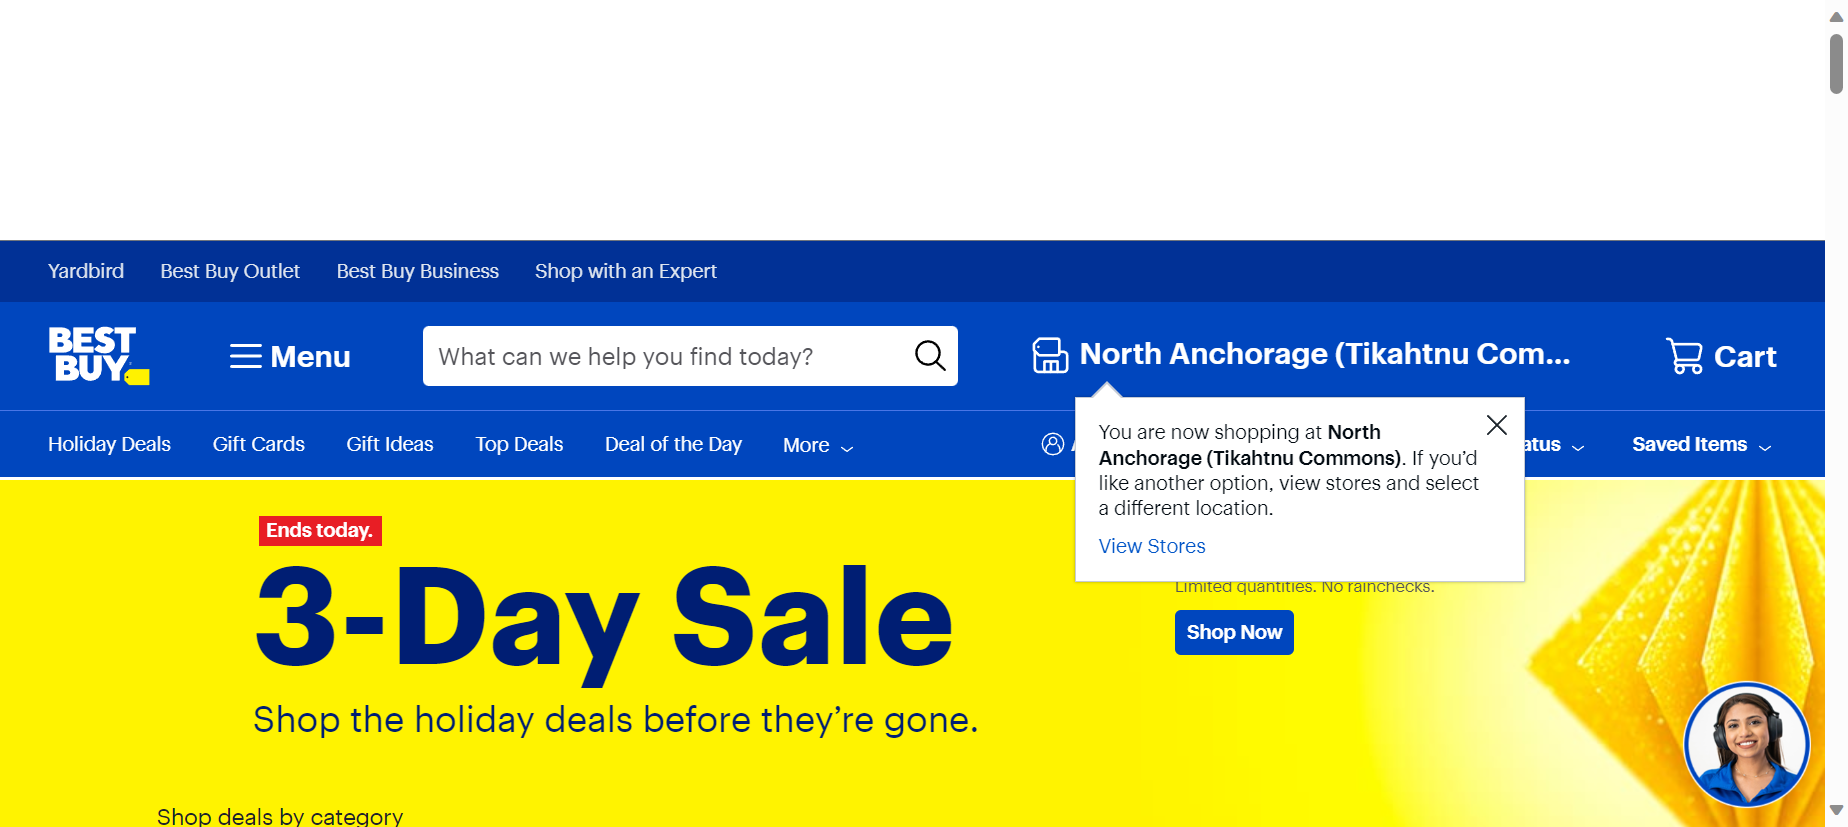 Yardbird Best Buy Outlet Best Buy Business Shop with an Expert
BEST
BUY
Menu
What can we help you find today?
North Anchorage (Tikahtnu Com...
Cart
Holiday Deals Gift Cards Gift Ideas Top Deals Deal of the Day More
atus Saved Items
You are now shopping at North
Anchorage (Tikahtnu Commons). If you’d
like another option, view stores and select
a different location.
View Stores
Ends today.
3-Day Sale
Shop the holiday deals before they’re gone.
Limited quantities. No rainchecks.
Shop Now
Shop deals by category